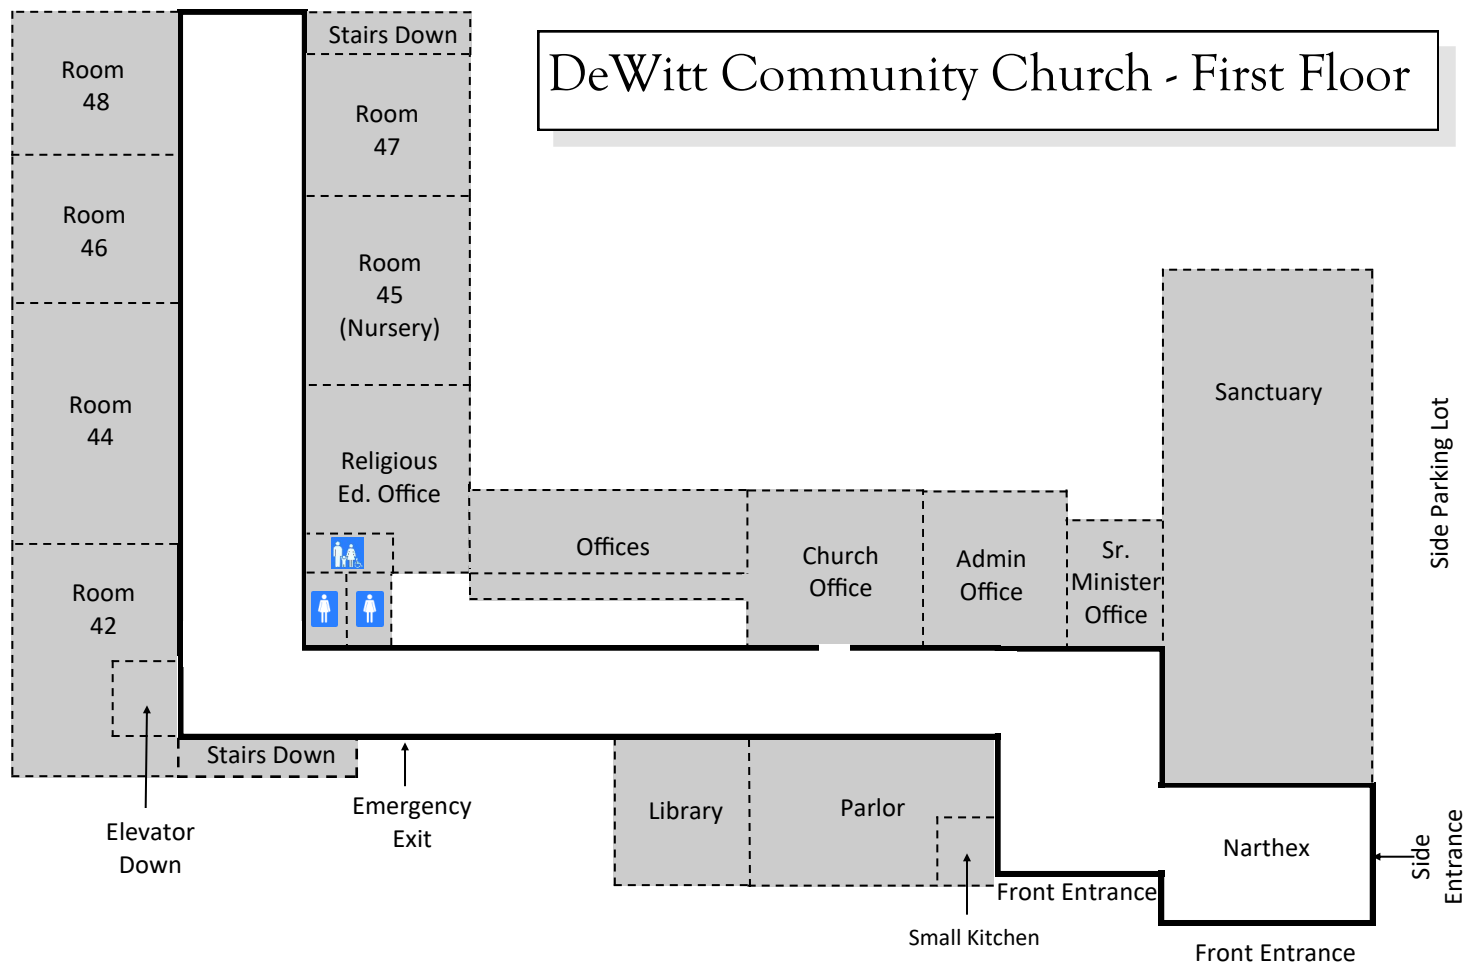 DeWitt Community Church - First Floor
Stairs Down
Room
48
Room
47
Room
46
Room
45
(Nursery)
Room
44
Religious
Ed. Office
Sanctuary
Side Parking Lot
Offices
Church
Office
Admin
Office
Sr.
Minister
Office
Room
42
Stairs Down
Emergency
Exit
Elevator
Down
Library
Parlor
Small Kitchen
Front Entrance
Narthex
Side
Entrance
Front Entrance